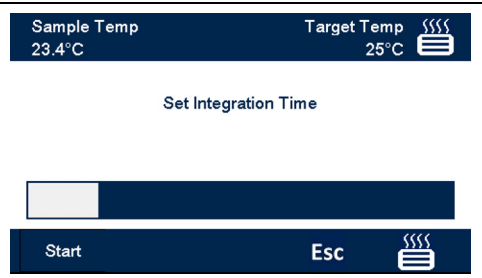 Sample Temp Target Temp
23.4°C 25°C
Set Integration Time
Start Esc